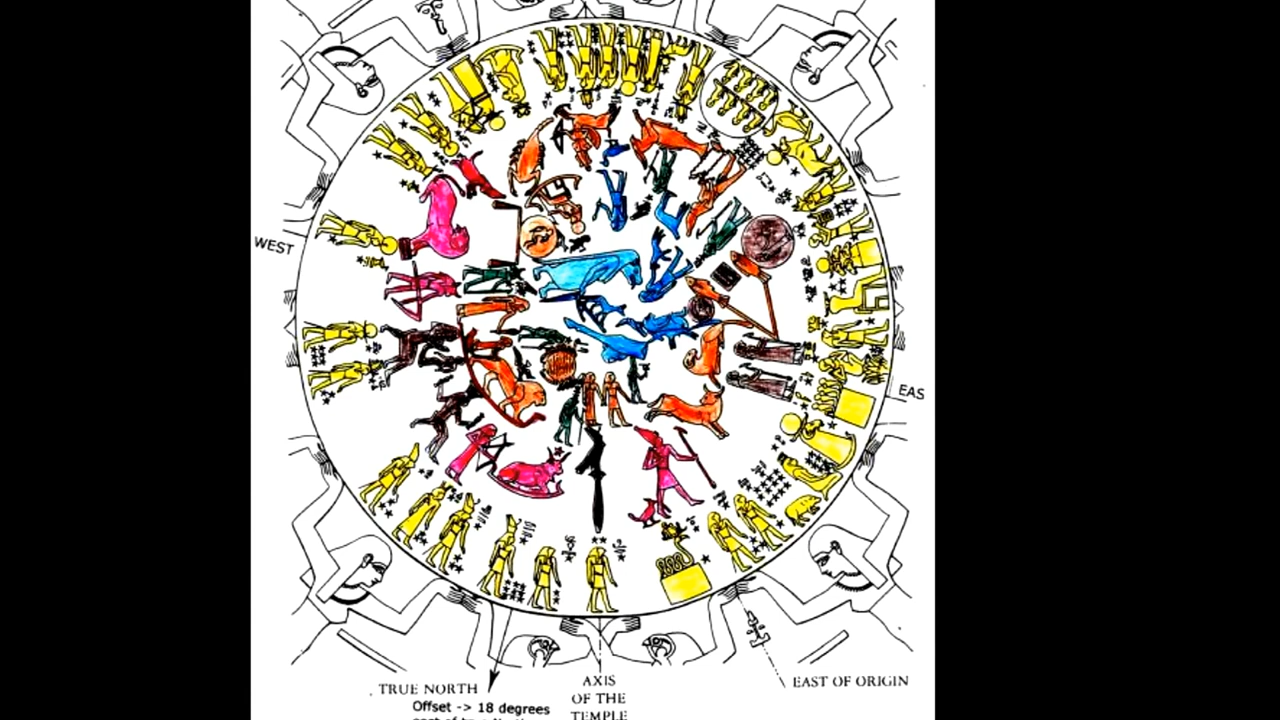 WEST
EAS
TRUE NORTH
AXIS
OF THE
TEMPLE
EAST OF ORIGIN
Offset -> 18 degrees